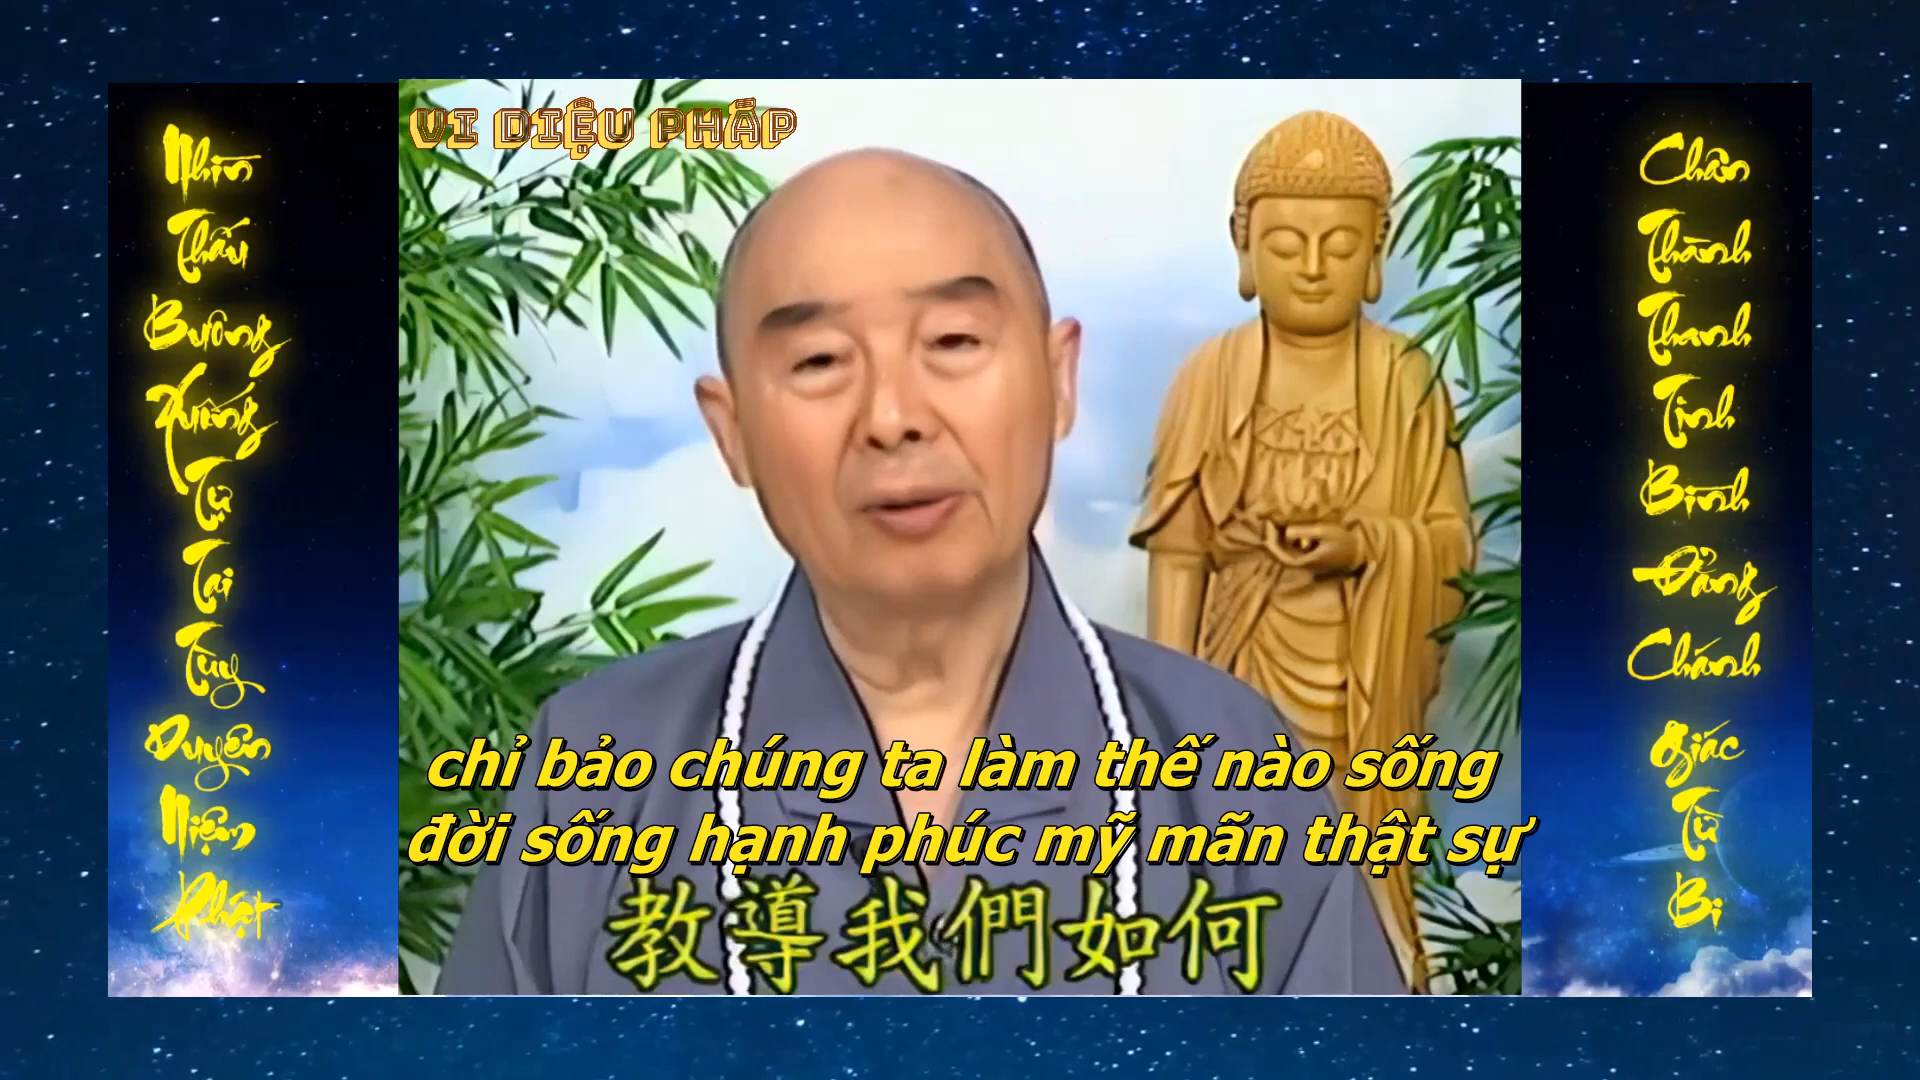 VI DIỆU PHÁP
Nhìn
Thấu
Buông
Xuống
Tự
Tại
Tùy
Duyên
Niệm
Phật
Chân
Thành
Thanh
Tịnh
Bình
Đẳng
Chánh
Giác
Từ
Bi
chỉ bảo chúng ta làm thế nào sống
đời sống hạnh phúc mỹ mãn thật sự
教導我們如何